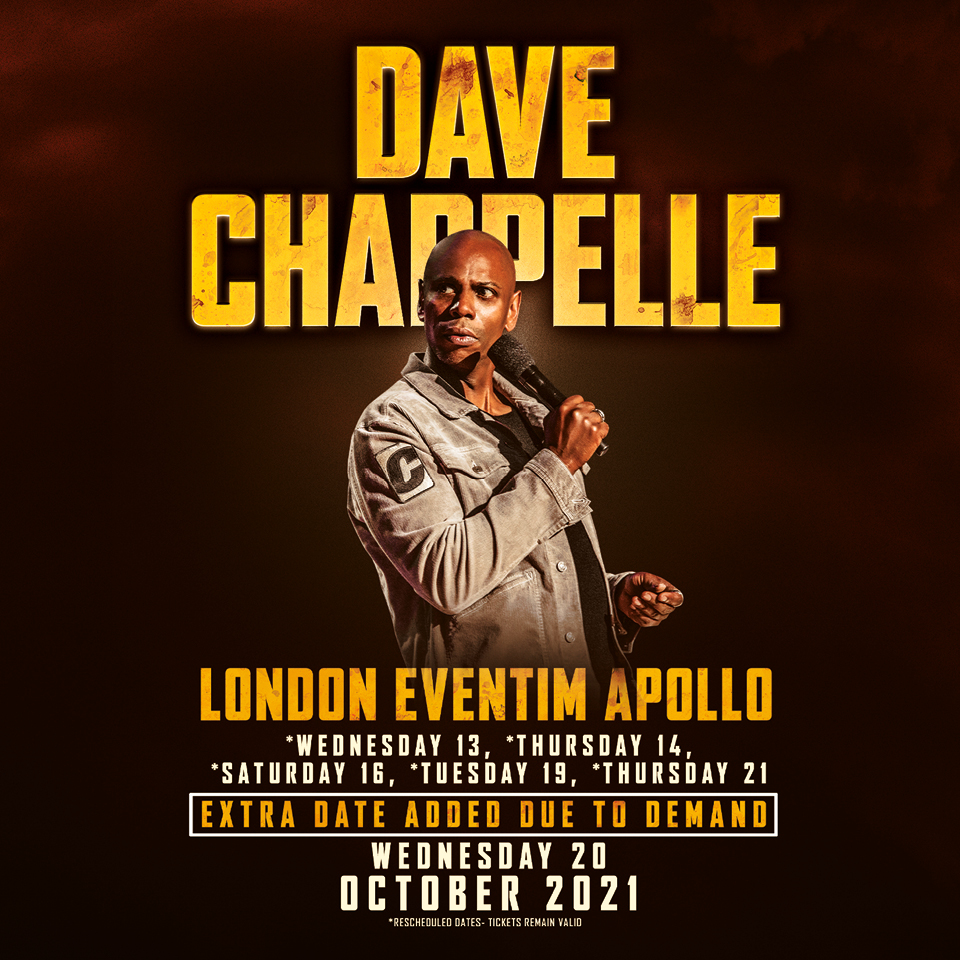 DAVE
CHAPPELLE
C
LONDON EVENTIM APOLLO
*WEDNESDAY 13, *THURSDAY 14,
*SATURDAY 16, *TUESDAY 19, *THURSDAY 21
EXTRA DATE ADDED DUE TO DEMAND
WEDNESDAY 20
OCTOBER 2021
*RESCHEDULED DATES- TICKETS REMAIN VALID